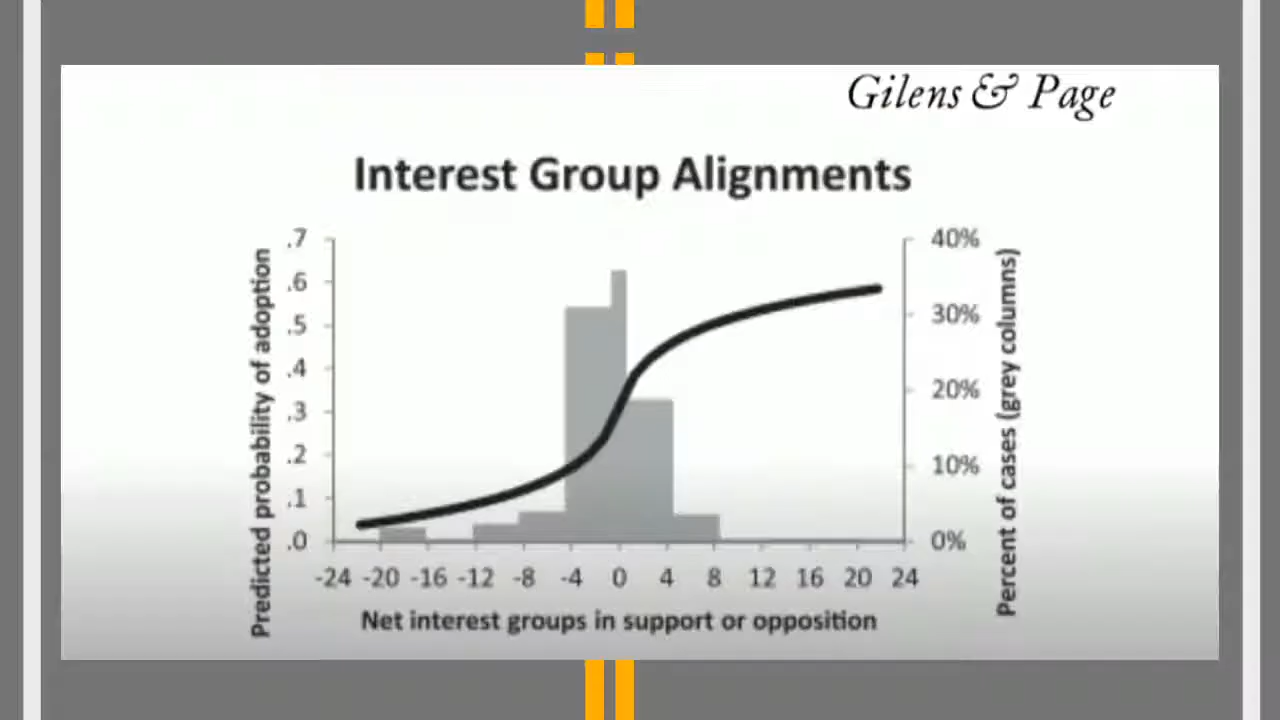 Gilens & Page
Interest Group Alignments
Predicted probability of adoption
.7
.6
.5
.4
.3
.2
.1
.0
40%
30%
20%
10%
0%
Percent of cases (grey columns)
-24 -20 -16 -12 -8 -4 0 4 8 12 16 20 24
Net interest groups in support or opposition